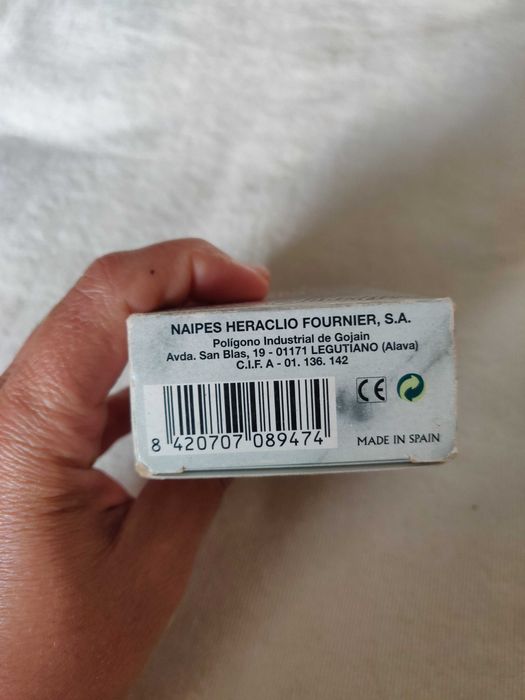 NAIPES HERACLIO FOURNIER, S.A.
Polígono Industrial de Gojain
Avda. San Blas, 19 - 01171 LEGUTIANO (Alava)
C.I.F. A - 01. 136. 142
CE
8 420707 089474
MADE IN SPAIN